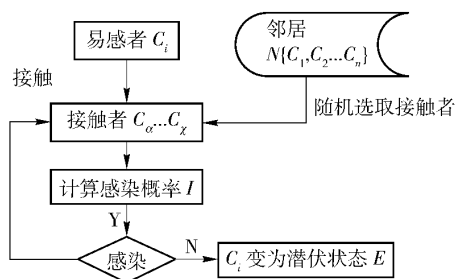 易感者 Ci
邻居
N{C1,C2...Cn}
接触
随机选取接触者
接触者 Cα...Cχ
计算感染概率 I
Y
感染
N
Ci 变为潜伏状态 E